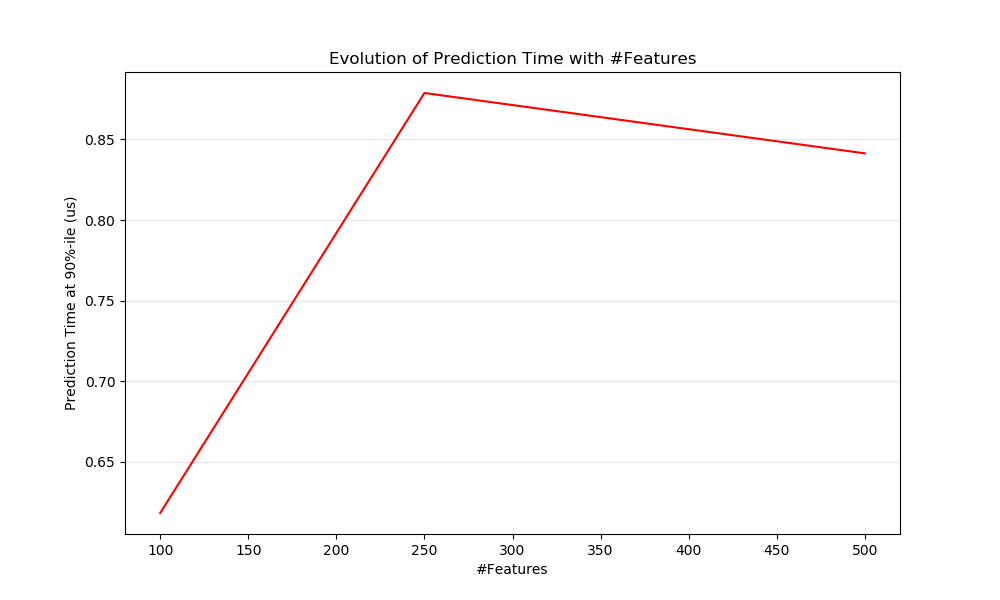 Evolution of Prediction Time with #Features
Prediction Time at 90%-ile (us)
0.85
0.80
0.75
0.70
0.65
100 150 200 250 300 350 400 450 500
#Features